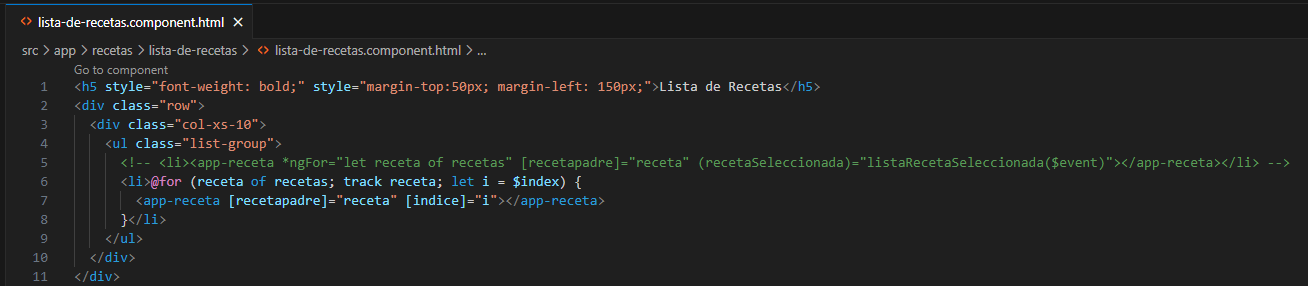 lista-de-recetas.component.html ×
src > app > recetas > lista-de-recetas > lista-de-recetas.component.html > ...
Go to component
1 <h5 style="font-weight: bold;" style="margin-top:50px; margin-left: 150px;">Lista de Recetas</h5>
2 <div class="row">
3 <div class="col-xs-10">
4 <ul class="list-group">
5 <!-- <li><app-receta *ngFor="let receta of recetas" [recetapadre]="receta" (recetaSeleccionada)="listaRecetaSeleccionada($event)"></app-receta></li> -->
6 <li>@for (receta of recetas; track receta; let i = $index) {
7 <app-receta [recetapadre]="receta" [indice]="i"></app-receta>
8 }</li>
9 </ul>
10 </div>
11 </div>